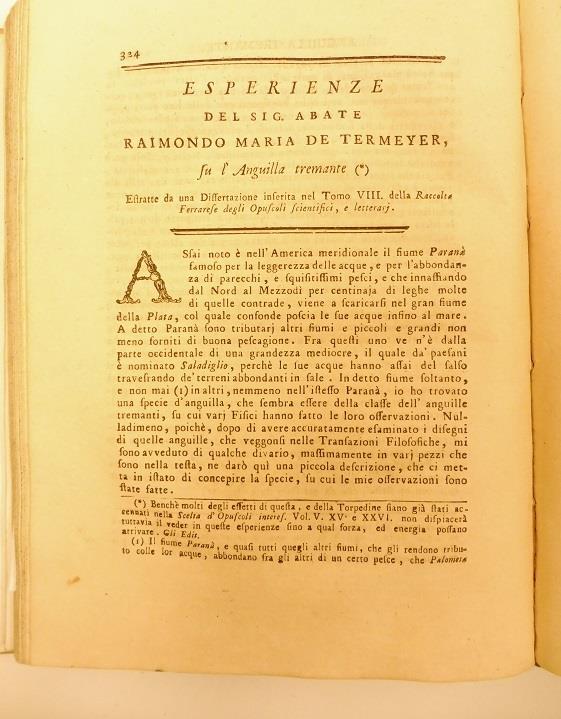 324
ESPERIENZE
DEL SIG. ABATE
RAIMONDO MARIA DE TERMEYER,
ſu l' Anguilla tremante (*)
Eſtratte da una Diſſertazione inſerita nel Tomo VIII. della Raccolta
Ferrareſe degli Opuſcoli ſcientifici, e letterarj.
ASſai noto è nell'America meridionale il fiume Paranà
famoſo per la leggerezza delle acque, e per l'abbondan-
za di parecchi, e ſquiſitiſſimi peſci, e che innaffiando
dal Nord al Mezzodì per centinaja di leghe molte
di quelle contrade, viene a ſcaricarſi nel gran fiume
della Plata, col quale confonde poſcia le ſue acque infino al mare.
A detto Paranà ſono tributarj altri fiumi e piccoli e grandi non
meno forniti di buona peſcagione. Fra queſti uno ve n'è dalla
parte occidentale di una grandezza mediocre, il quale da' paeſani
è nominato Saladiglio, perchè le ſue acque hanno aſſai del ſalſo
traverſando de' terreni abbondanti in ſale. In detto fiume ſoltanto,
e non mai (1) in altri, nemmeno nell'iſteſſo Paranà, io ho trovato
una ſpecie d'anguilla, che ſembra eſſere della claſſe dell' anguille
tremanti, ſu cui varj Fiſici hanno fatto le loro oſſervazioni. Nul-
ladimeno, poichè, dopo di avere accuratamente eſaminato i diſegni
di quelle anguille, che veggonſi nelle Tranſazioni Filoſofiche, mi
ſono avveduto di qualche divario, maſſimamente in varj pezzi che
ſono nella teſta, ne darò quì una piccola deſcrizione, che ci met-
ta in iſtato di concepire la ſpecie, ſu cui le mie oſſervazioni ſono
ſtate fatte.
(*) Benchè molti degli effetti di queſta, e della Torpedine ſiano già ſtati ac-
cennati nella Scelta d'Opuſcoli intereſ. Vol. V. XV. e XXVI. non diſpiacerà
tuttavia il veder in queſte eſperienze ſino a qual forza, ed energia poſſano
arrivare. Gli Edit.
(1) Il fiume Paranà, e quaſi tutti quegli altri fiumi, che gli rendono tribu-
to colle lor acque, abbondano fra gli altri di un certo peſce, che Palometa